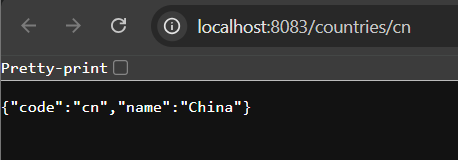 localhost:8083/countries/cn
Pretty-print
{"code":"cn","name":"China"}